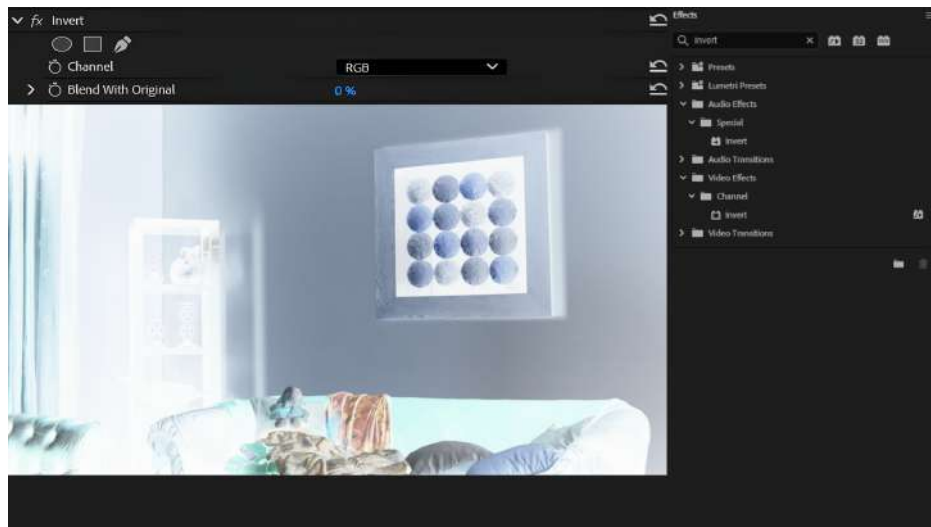 fx Invert
Channel
RGB
Blend With Original
0 %
Effects
invert
Presets
Lumetri Presets
Audio Effects
Special
Invert
Audio Transitions
Video Effects
Channel
Invert
Video Transitions